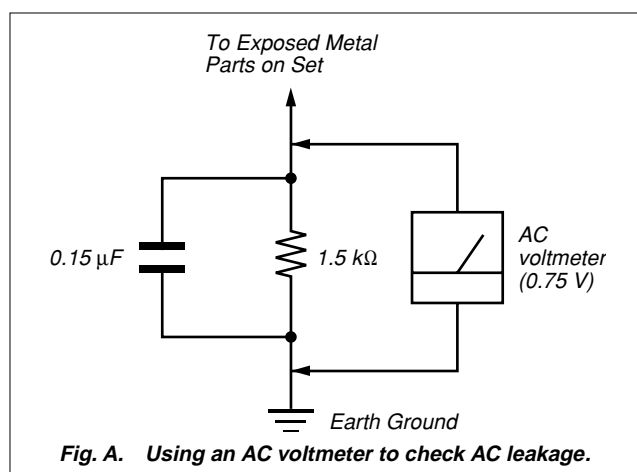 To Exposed Metal
Parts on Set
0.15 μF
1.5 kΩ
AC
voltmeter
(0.75 V)
Earth Ground
Fig. A. Using an AC voltmeter to check AC leakage.